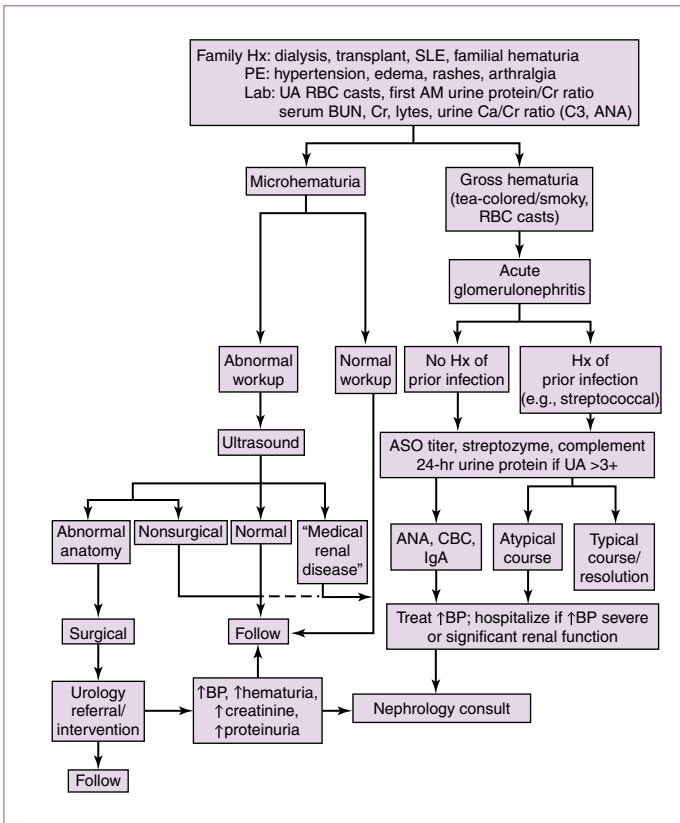 Family Hx: dialysis, transplant, SLE, familial hematuria
PE: hypertension, edema, rashes, arthralgia
Lab: UA RBC casts, first AM urine protein/Cr ratio
serum BUN, Cr, lytes, urine Ca/Cr ratio (C3, ANA)
Microhematuria
Gross hematuria
(tea-colored/smoky,
RBC casts)
Acute
glomerulonephritis
Abnormal
workup
Normal
workup
No Hx of
prior infection
Hx of
prior infection
(e.g., streptococcal)
Ultrasound
ASO titer, streptozyme, complement
24-hr urine protein if UA >3+
Abnormal
anatomy
Nonsurgical
Normal
“Medical
renal
disease”
ANA, CBC,
IgA
Atypical
course
Typical
course/
resolution
Surgical
Follow
Treat ↑BP; hospitalize if ↑BP severe
or significant renal function
Urology
referral/
intervention
↑BP, ↑hematuria,
↑creatinine,
↑proteinuria
Nephrology consult
Follow